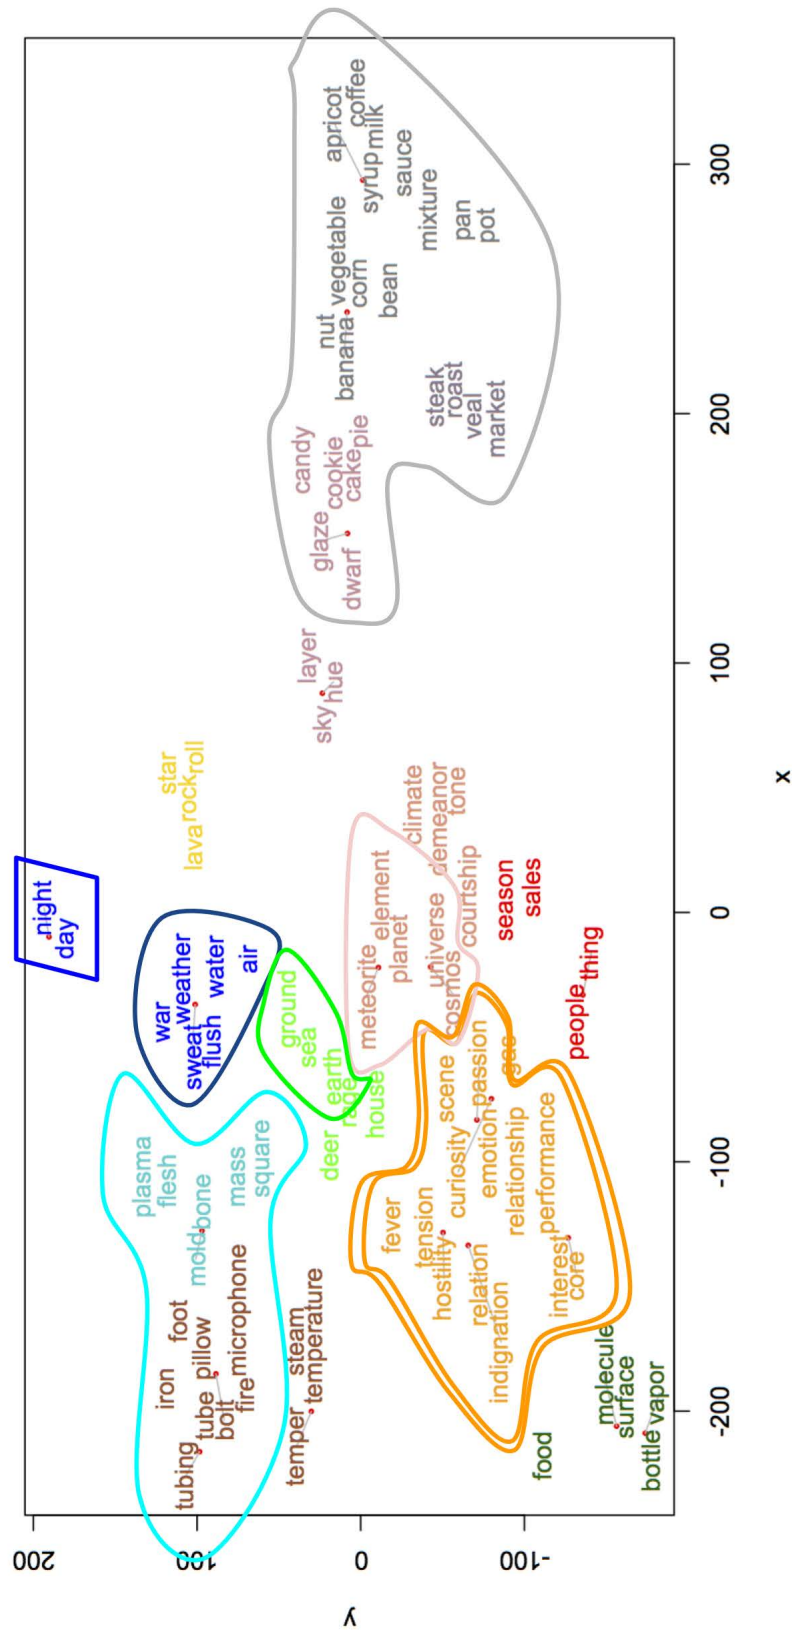 night
day
war
weather
sweat
flush
water
air
star
rock
roll
lava
ground
sea
earth
rage
house
deer
plasma
flesh
bone
mold
mass
square
foot
iron
pillow
microphone
tube
bolt
fire
tubing
steam
temperature
temper
layer
sky
hue
candy
cookie
cake
pie
glaze
dwarf
apricot
coffee
milk
syrup
sauce
mixture
pan
pot
vegetable
corn
nut
banana
bean
steak
roast
veal
market
climate
demeanor
tone
element
planet
meteorite
universe
cosmos
courtship
season
sales
people
thing
scene
passion
gas
curiosity
emotion
relationship
performance
fever
tension
hostility
relation
indignation
interest
core
food
molecule
surface
bottle
vapor
-200
-100
0
100
200
300
x
-100
0
100
200
y